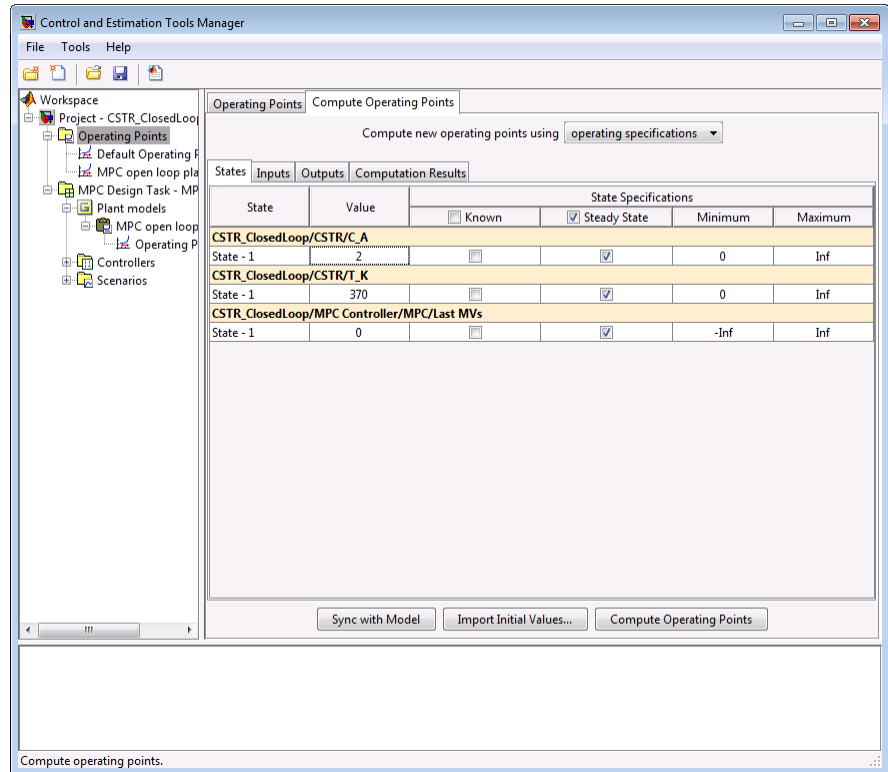 Control and Estimation Tools Manager
File Tools Help
Workspace
Project - CSTR_ClosedLoop
Operating Points
Default Operating P
MPC open loop pla
MPC Design Task - MP
Plant models
MPC open loop
Operating P
Controllers
Scenarios
Operating Points Compute Operating Points
Compute new operating points using operating specifications
States Inputs Outputs Computation Results
State Value State Specifications
Known Steady State Minimum Maximum
CSTR_ClosedLoop/CSTR/C_A
State - 1 2 0 Inf
CSTR_ClosedLoop/CSTR/T_K
State - 1 370 0 Inf
CSTR_ClosedLoop/MPC Controller/MPC/Last MVs
State - 1 0 -Inf Inf
Sync with Model Import Initial Values... Compute Operating Points
Compute operating points.